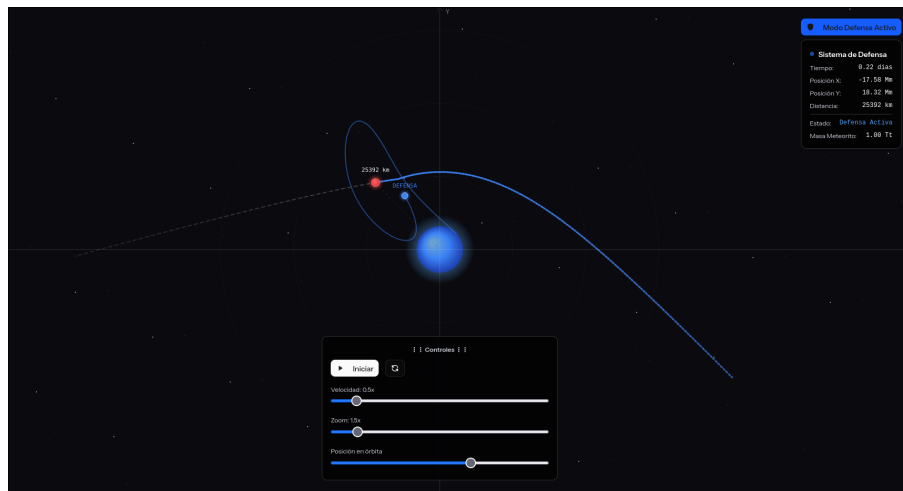 Y
Modo Defensa Activo
Sistema de Defensa
Tiempo: 0.22 días
Posición X: -17.58 Mm
Posición Y: 18.32 Mm
Distancia: 25392 km
Estado: Defensa Activa
Masa Meteorito: 1.00 Tt
25392 km
DEFENSA
Controles
Iniciar
Velocidad: 0.5x
Zoom: 1.5x
Posición en órbita